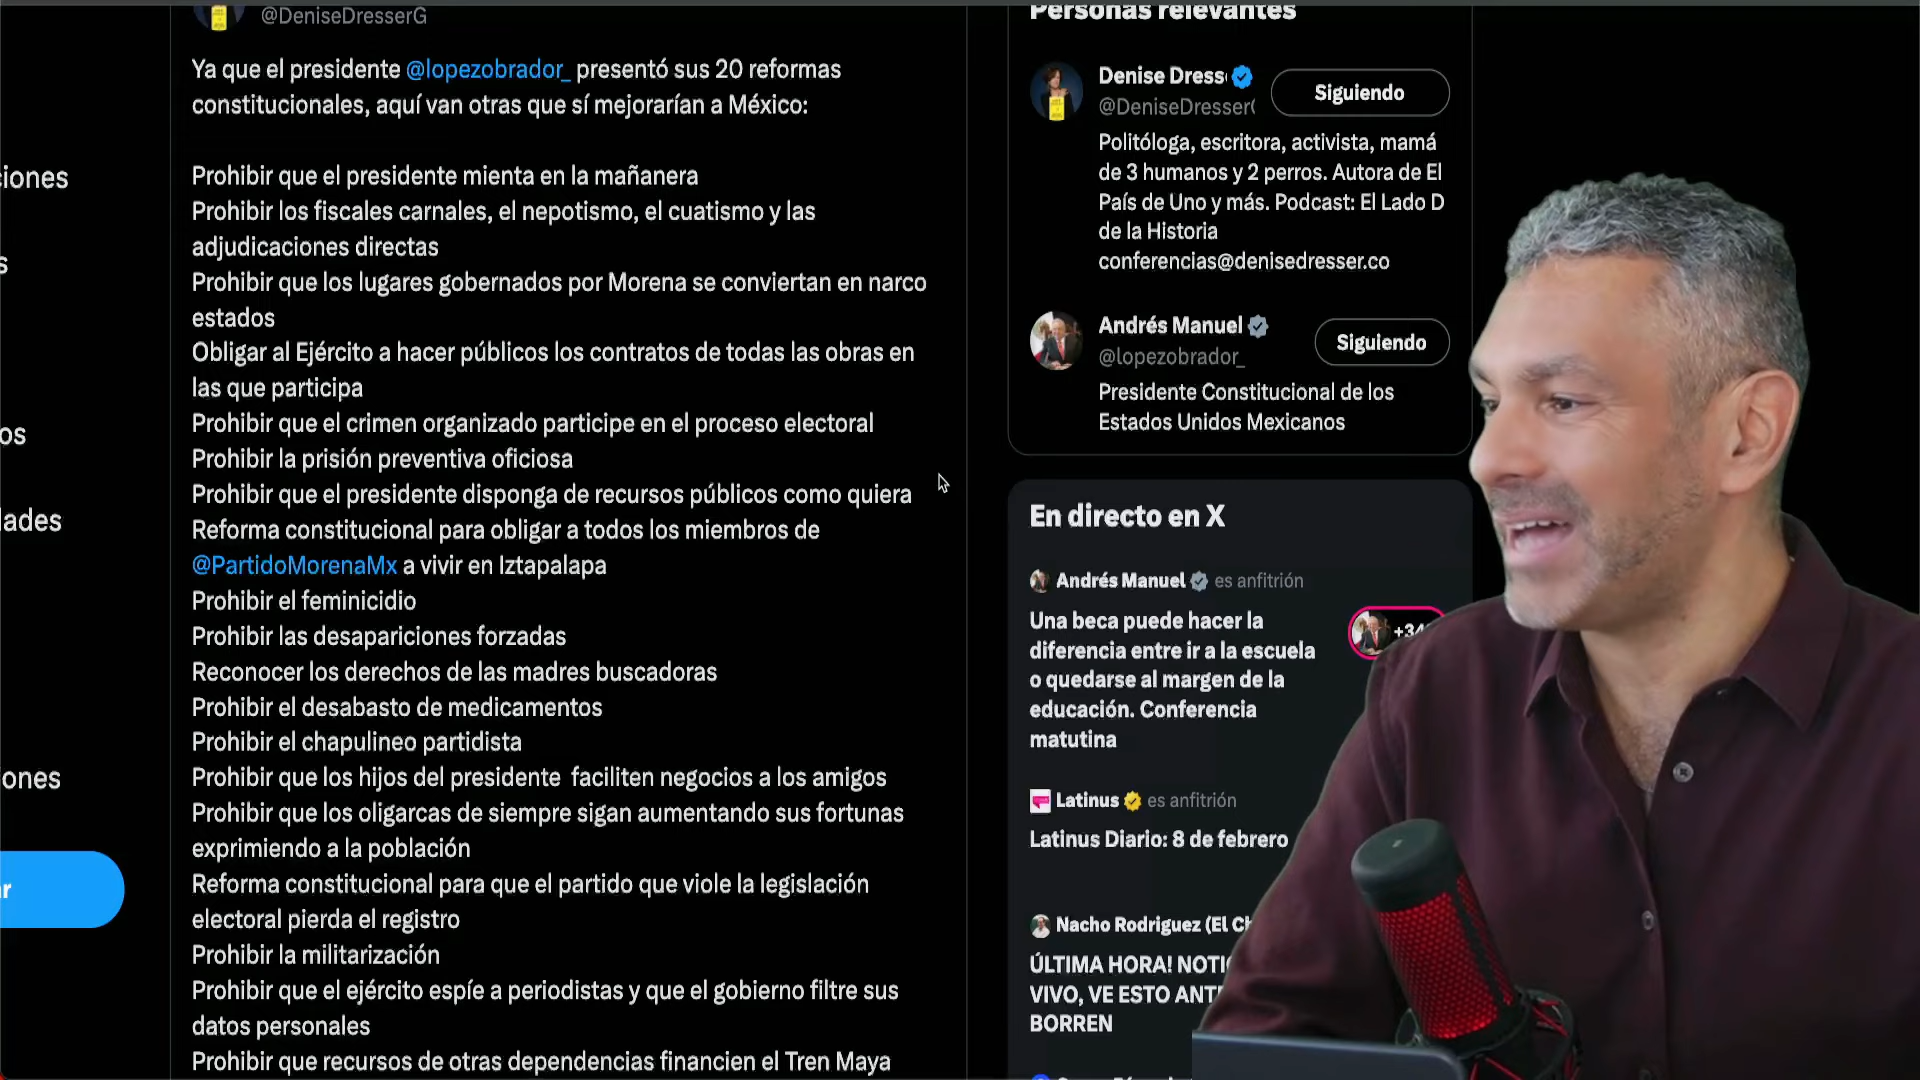 @DeniseDresserG
Ya que el presidente @lopezobrador_ presentó sus 20 reformas
constitucionales, aquí van otras que sí mejorarían a México:
Prohibir que el presidente mienta en la mañanera
Prohibir los fiscales carnales, el nepotismo, el cuatismo y las
adjudicaciones directas
Prohibir que los lugares gobernados por Morena se conviertan en narco
estados
Obligar al Ejército a hacer públicos los contratos de todas las obras en
las que participa
Prohibir que el crimen organizado participe en el proceso electoral
Prohibir la prisión preventiva oficiosa
Prohibir que el presidente disponga de recursos públicos como quiera
Reforma constitucional para obligar a todos los miembros de
@PartidoMorenaMx a vivir en Iztapalapa
Prohibir el feminicidio
Prohibir las desapariciones forzadas
Reconocer los derechos de las madres buscadoras
Prohibir el desabasto de medicamentos
Prohibir el chapulineo partidista
Prohibir que los hijos del presidente  faciliten negocios a los amigos
Prohibir que los oligarcas de siempre sigan aumentando sus fortunas
exprimiendo a la población
Reforma constitucional para que el partido que viole la legislación
electoral pierda el registro
Prohibir la militarización
Prohibir que el ejército espíe a periodistas y que el gobierno filtre sus
datos personales
Prohibir que recursos de otras dependencias financien el Tren Maya
Personas relevantes
Denise Dress
Siguiendo
@DeniseDresser
Politóloga, escritora, activista, mamá
de 3 humanos y 2 perros. Autora de El
País de Uno y más. Podcast: El Lado D
de la Historia
conferencias@denisedresser.co
Andrés Manuel
Siguiendo
@lopezobrador_
Presidente Constitucional de los
Estados Unidos Mexicanos
En directo en X
Andrés Manuel es anfitrión
Una beca puede hacer la
diferencia entre ir a la escuela
o quedarse al margen de la
educación. Conferencia
matutina
+34
Latinus es anfitrión
Latinus Diario: 8 de febrero
Nacho Rodriguez (El C
ÚLTIMA HORA! NOTI
VIVO, VE ESTO ANT
BORREN
iones
s
os
dades
iones
r